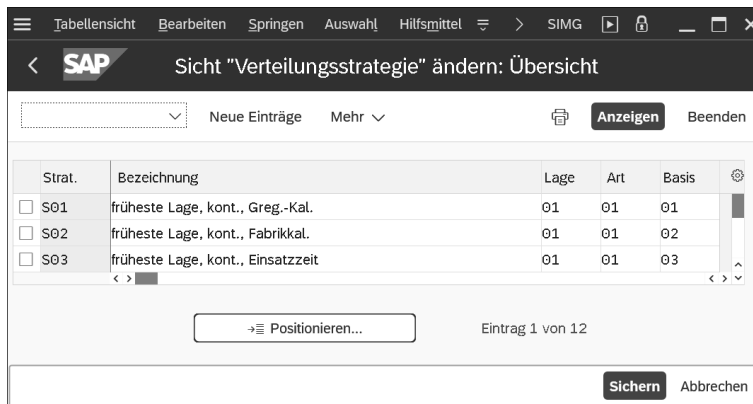 Tabellensicht Bearbeiten Springen Auswahl Hilfsmittel SIMG
SAP Sicht "Verteilungsstrategie" ändern: Übersicht
Neue Einträge Mehr Anzeigen Beenden
Strat. Bezeichnung Lage Art Basis
S01 früheste Lage, kont., Greg.-Kal. 01 01 01
S02 früheste Lage, kont., Fabrikkal. 01 01 02
S03 früheste Lage, kont., Einsatzzeit 01 01 03
Positionieren... Eintrag 1 von 12
Sichern Abbrechen